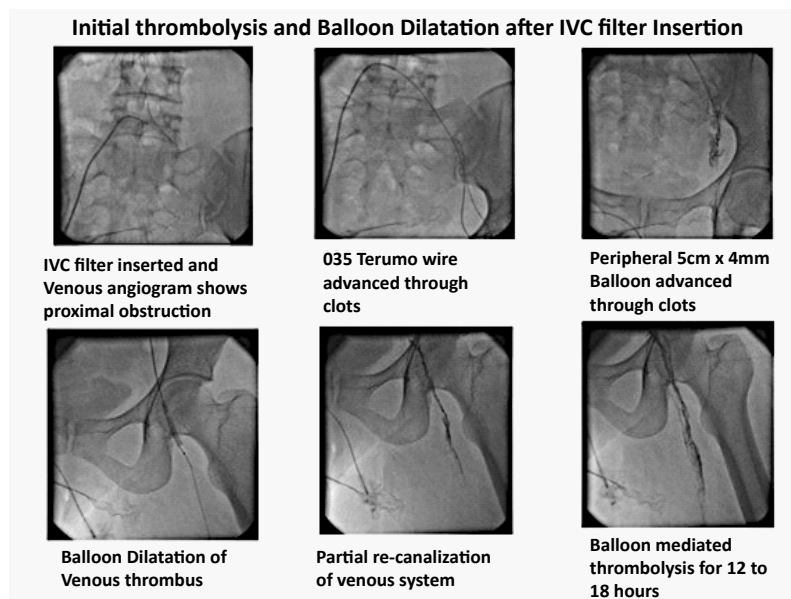 Initial thrombolysis and Balloon Dilatation after IVC filter Insertion
IVC filter inserted and
Venous angiogram shows
proximal obstruction
035 Terumo wire
advanced through
clots
Peripheral 5cm x 4mm
Balloon advanced
through clots
Balloon Dilatation of
Venous thrombus
Partial re-canalization
of venous system
Balloon mediated
thrombolysis for 12 to
18 hours